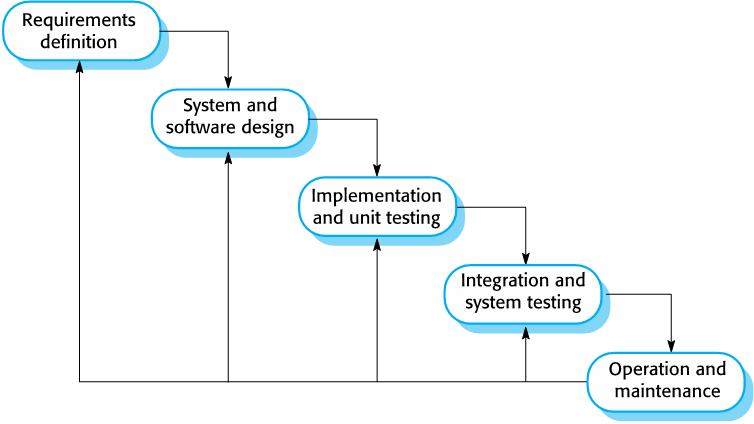 Requirements
definition
System and
software design
Implementation
and unit testing
Integration and
system testing
Operation and
maintenance